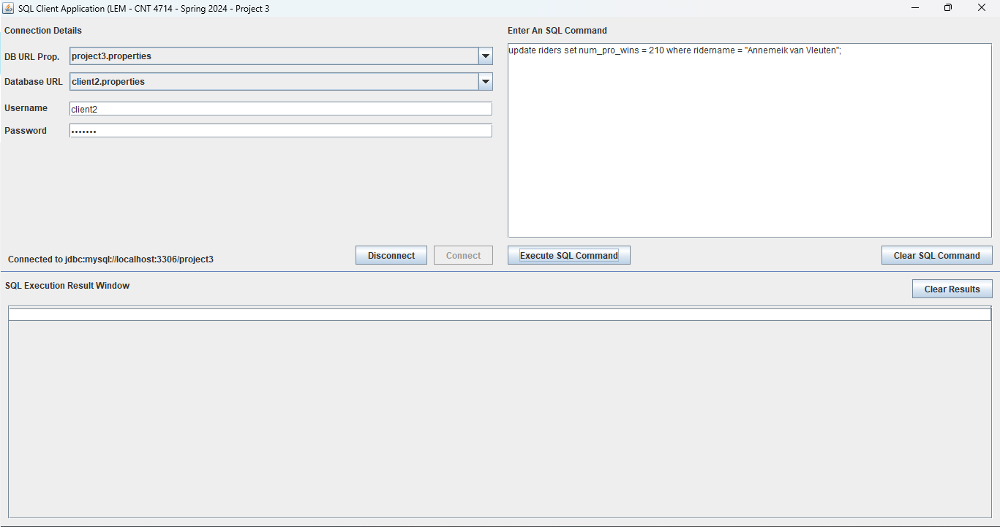 SQL Client Application (LEM - CNT 4714 - Spring 2024 - Project 3
Connection Details
DB URL Prop. project3.properties
Database URL client2.properties
Username client2
Password •••••••
Connected to jdbc:mysql://localhost:3306/project3
Disconnect Connect
Enter An SQL Command
update riders set num_pro_wins = 210 where ridername = "Annemeik van Vleuten";
Execute SQL Command Clear SQL Command
SQL Execution Result Window
Clear Results